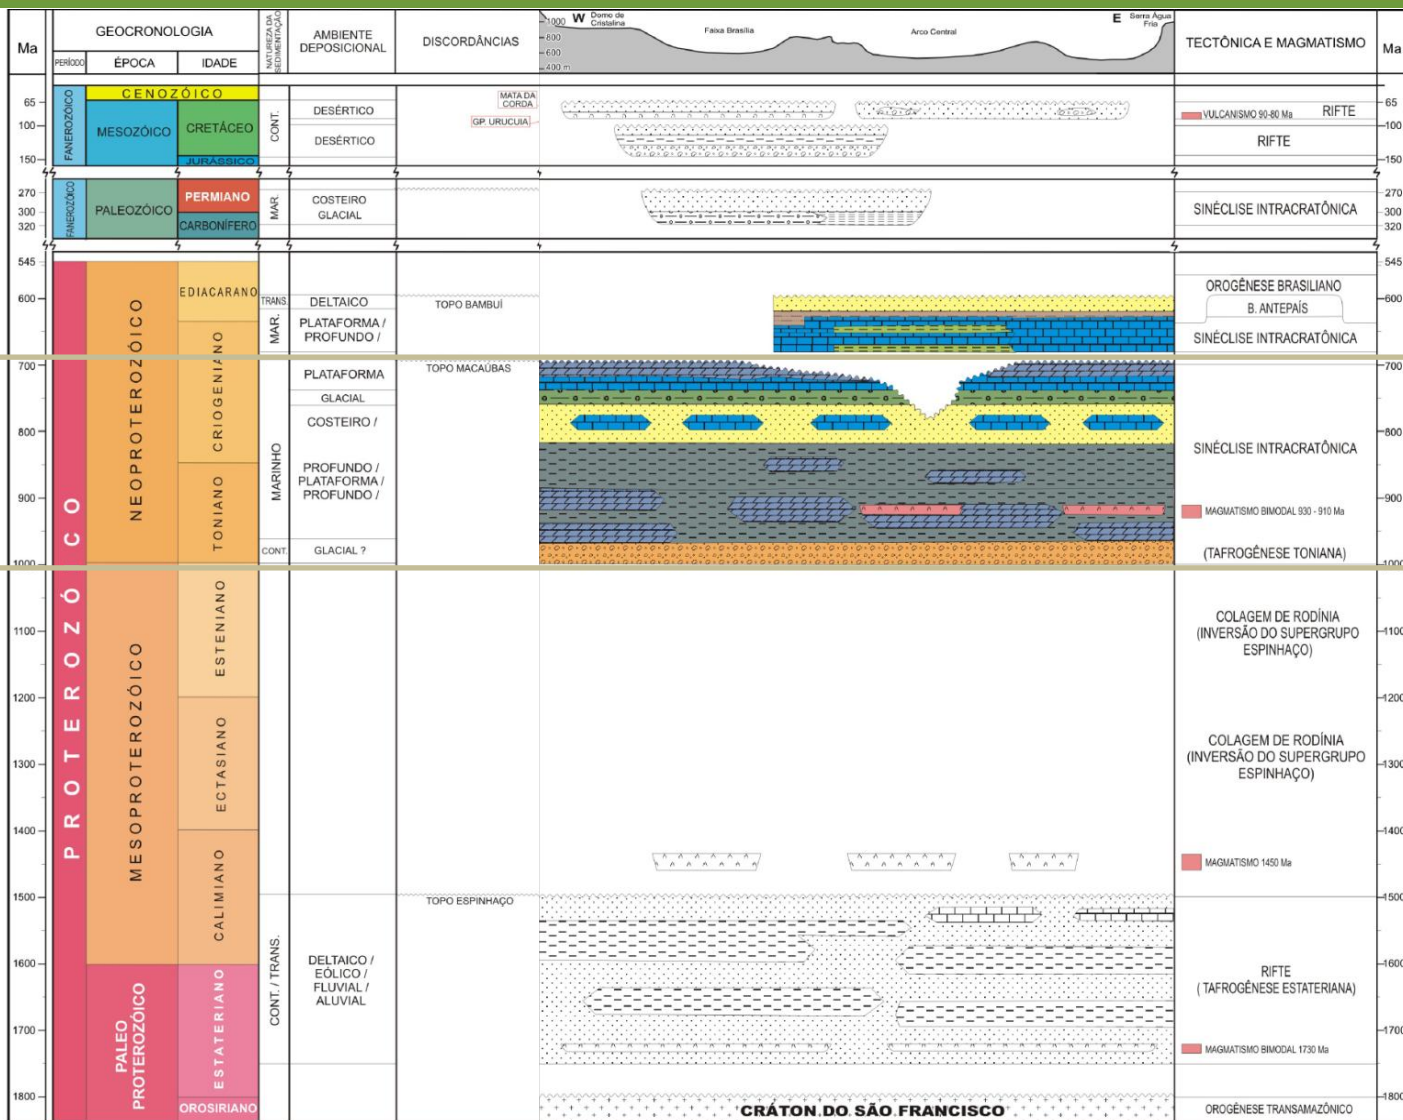 Ma
GEOCRONOLOGIA
PERÍODO
ÉPOCA
IDADE
NATUREZA DA
SEDIMENTAÇÃO
AMBIENTE
DEPOSICIONAL
DISCORDÂNCIAS
1000
800
600
400 m
W
Domo de
Cristalina
Faixa Brasília
Arco Central
E
Serra Água
Fria
TECTÔNICA E MAGMATISMO
Ma
65
100
150
FANEROZÓICO
CENOZÓICO
MESOZÓICO
CRETÁCEO
JURÁSSICO
CONT.
DESÉRTICO
DESÉRTICO
MATA DA
CORDA
GP. URUCUIA
VULCANISMO 90-80 Ma
RIFTE
RIFTE
65
100
150
270
300
320
FANEROZÓICO
PALEOZÓICO
PERMIANO
CARBONÍFERO
MAR.
COSTEIRO
GLACIAL
SINÉCLISE INTRACRATÔNICA
270
300
320
545
600
700
800
900
1000
1100
1200
1300
1400
1500
1600
1700
1800
PROTEROZÓICO
NEOPROTEROZÓICO
EDIACARANO
CRIOGENIANO
TONIANO
MESOPROTEROZÓICO
ESTENIANO
ECTASIANO
CALIMIANO
PALEO
PROTEROZÓICO
ESTATERIANO
OROSIRIANO
TRANS.
MAR.
MARINHO
CONT.
CONT. / TRANS.
DELTAICO
PLATAFORMA /
PROFUNDO /
PLATAFORMA
GLACIAL
COSTEIRO /
PROFUNDO /
PLATAFORMA /
PROFUNDO /
GLACIAL ?
DELTAICO /
EÓLICO /
FLUVIAL /
ALUVIAL
TOPO BAMBUÍ
TOPO MACAÚBAS
TOPO ESPINHAÇO
CRÁTON DO SÃO FRANCISCO
OROGÊNESE BRASILIANO
B. ANTEPAÍS
SINÉCLISE INTRACRATÔNICA
SINÉCLISE INTRACRATÔNICA
MAGMATISMO BIMODAL 930 - 910 Ma
(TAFROGÊNESE TONIANA)
COLAGEM DE RODÍNIA
(INVERSÃO DO SUPERGRUPO
ESPINHAÇO)
COLAGEM DE RODÍNIA
(INVERSÃO DO SUPERGRUPO
ESPINHAÇO)
MAGMATISMO 1450 Ma
RIFTE
( TAFROGÊNESE ESTATERIANA)
MAGMATISMO BIMODAL 1730 Ma
OROGÊNESE TRANSAMAZÔNICO
545
600
700
800
900
1000
1100
1200
1300
1400
1500
1600
1700
1800